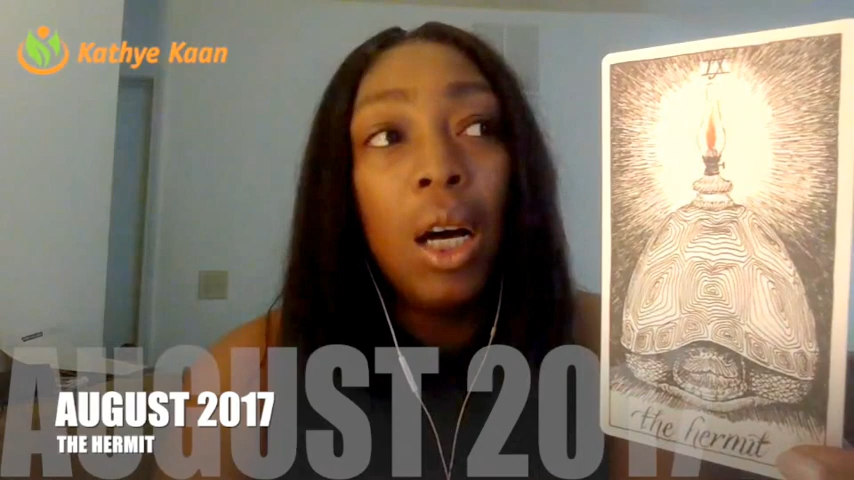 Kathye Kaan
IX
AUGUST 2017
AUGUST 2017
THE HERMIT
the hermit